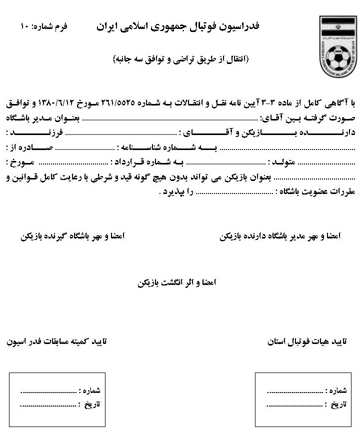 فدراسیون فوتبال جمهوری اسلامی ایران
فرم شماره: ۱۰
(انتقال از طریق تراضی و توافق سه جانبه)
با آگاهی کامل از ماده ۳-۳ آیین نامه نقل و انتقالات به شماره ۲۶۱/۵۵۲۵ مورخ ۱۳۸۰/۶/۱۲ و توافق
صورت گرفته بین آقای: .................... بعنوان مدیر باشگاه
دارنده بازیکن و آقای: .................... فرزند: ....................
.................... به شماره شناسنامه: .................... صادره از:
.................... متولد: .................... به شماره قرارداد: .................... مورخ:
.................... بعنوان بازیکن می تواند بدون هیچ گونه قید و شرطی با رعایت کامل قوانین و
مقررات عضویت باشگاه: .................... را بپذیرد.
امضا و مهر مدیر باشگاه دارنده بازیکن
امضا و مهر باشگاه گیرنده بازیکن
امضا و اثر انگشت بازیکن
تایید هیات فوتبال استان
تایید کمیته مسابقات فدراسیون
شماره: ....................
تاریخ: ....................
شماره: ....................
تاریخ: ....................